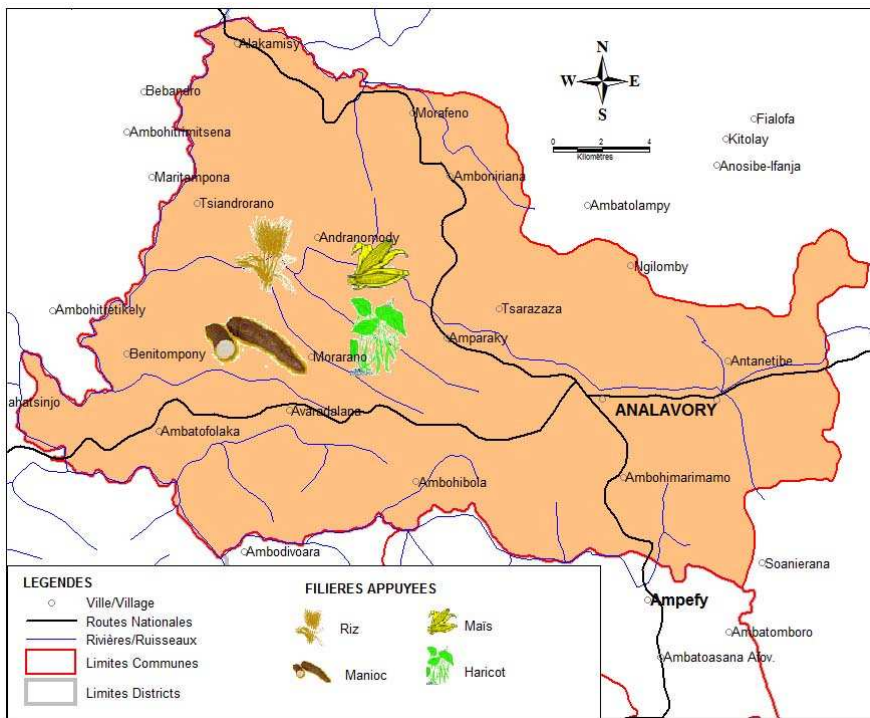 Alakamisy
N
W E
S
Bebandro
Morafeno
Fialofa
Ambohitrimitsena
Kitolay
0 2 4
Kilomètres
Anosibe-Ifanja
Maritampona
Amboniriana
Tsiandrorano
Ambatolampy
Andranomody
Ngilomby
Ambohitretikely
Tsarazaza
Amparaky
Benitompony
Morarano
Antanetibe
ahatsinjo
ANALAVORY
Avaradalana
Ambatofolaka
Ambohibola
Ambohimarimamo
Ambodivoara
Soanierana
Ampefy
Ambatomboro
Ambatoasana Afov.
LEGENDES
Ville/Village
Routes Nationales
Rivières/Ruisseaux
Limites Communes
Limites Districts
FILIERES APPUYEES
Riz
Maïs
Manioc
Haricot